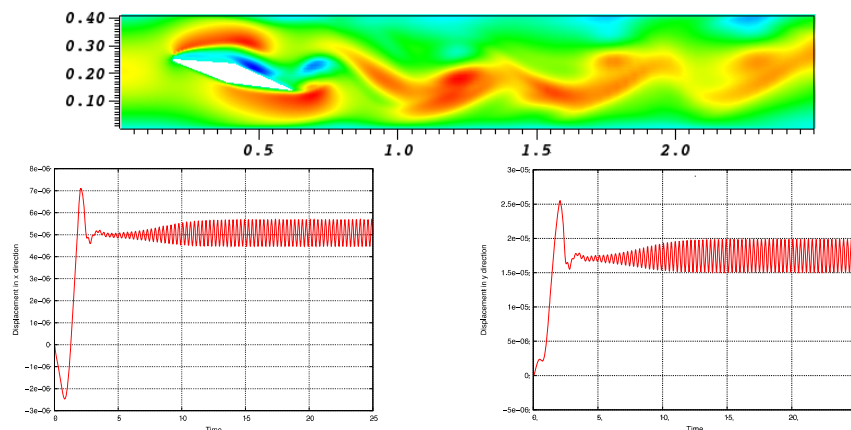 0.40
0.30
0.20
0.10
0.5 1.0 1.5 2.0
8e-06
7e-06
6e-06
5e-06
4e-06
3e-06
2e-06
1e-06
0
-1e-06
-2e-06
-3e-06
0 5 10 15 20 25
Displacement in x direction
Time
3e-05
2.5e-05
2e-05
1.5e-05
1e-05
5e-06
0
-5e-06
0 5 10 15 20
Displacement in y direction
Time